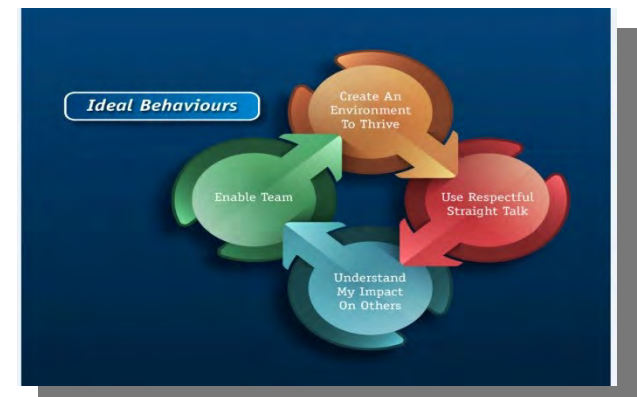 Ideal Behaviours
Create An
Environment
To Thrive
Use Respectful
Straight Talk
Understand
My Impact
On Others
Enable Team